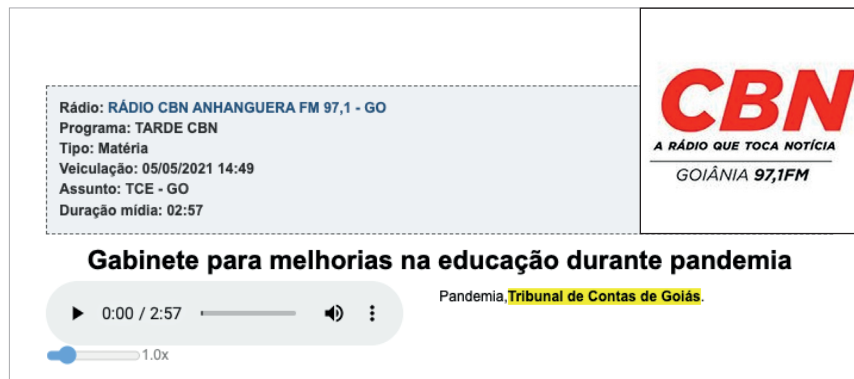 CBN
A RÁDIO QUE TOCA NOTÍCIA
GOIÂNIA 97,1FM
Rádio: RÁDIO CBN ANHANGUERA FM 97,1 - GO
Programa: TARDE CBN
Tipo: Matéria
Veiculação: 05/05/2021 14:49
Assunto: TCE - GO
Duração mídia: 02:57
Gabinete para melhorias na educação durante pandemia
0:00 / 2:57
Pandemia,Tribunal de Contas de Goiás.
1.0x